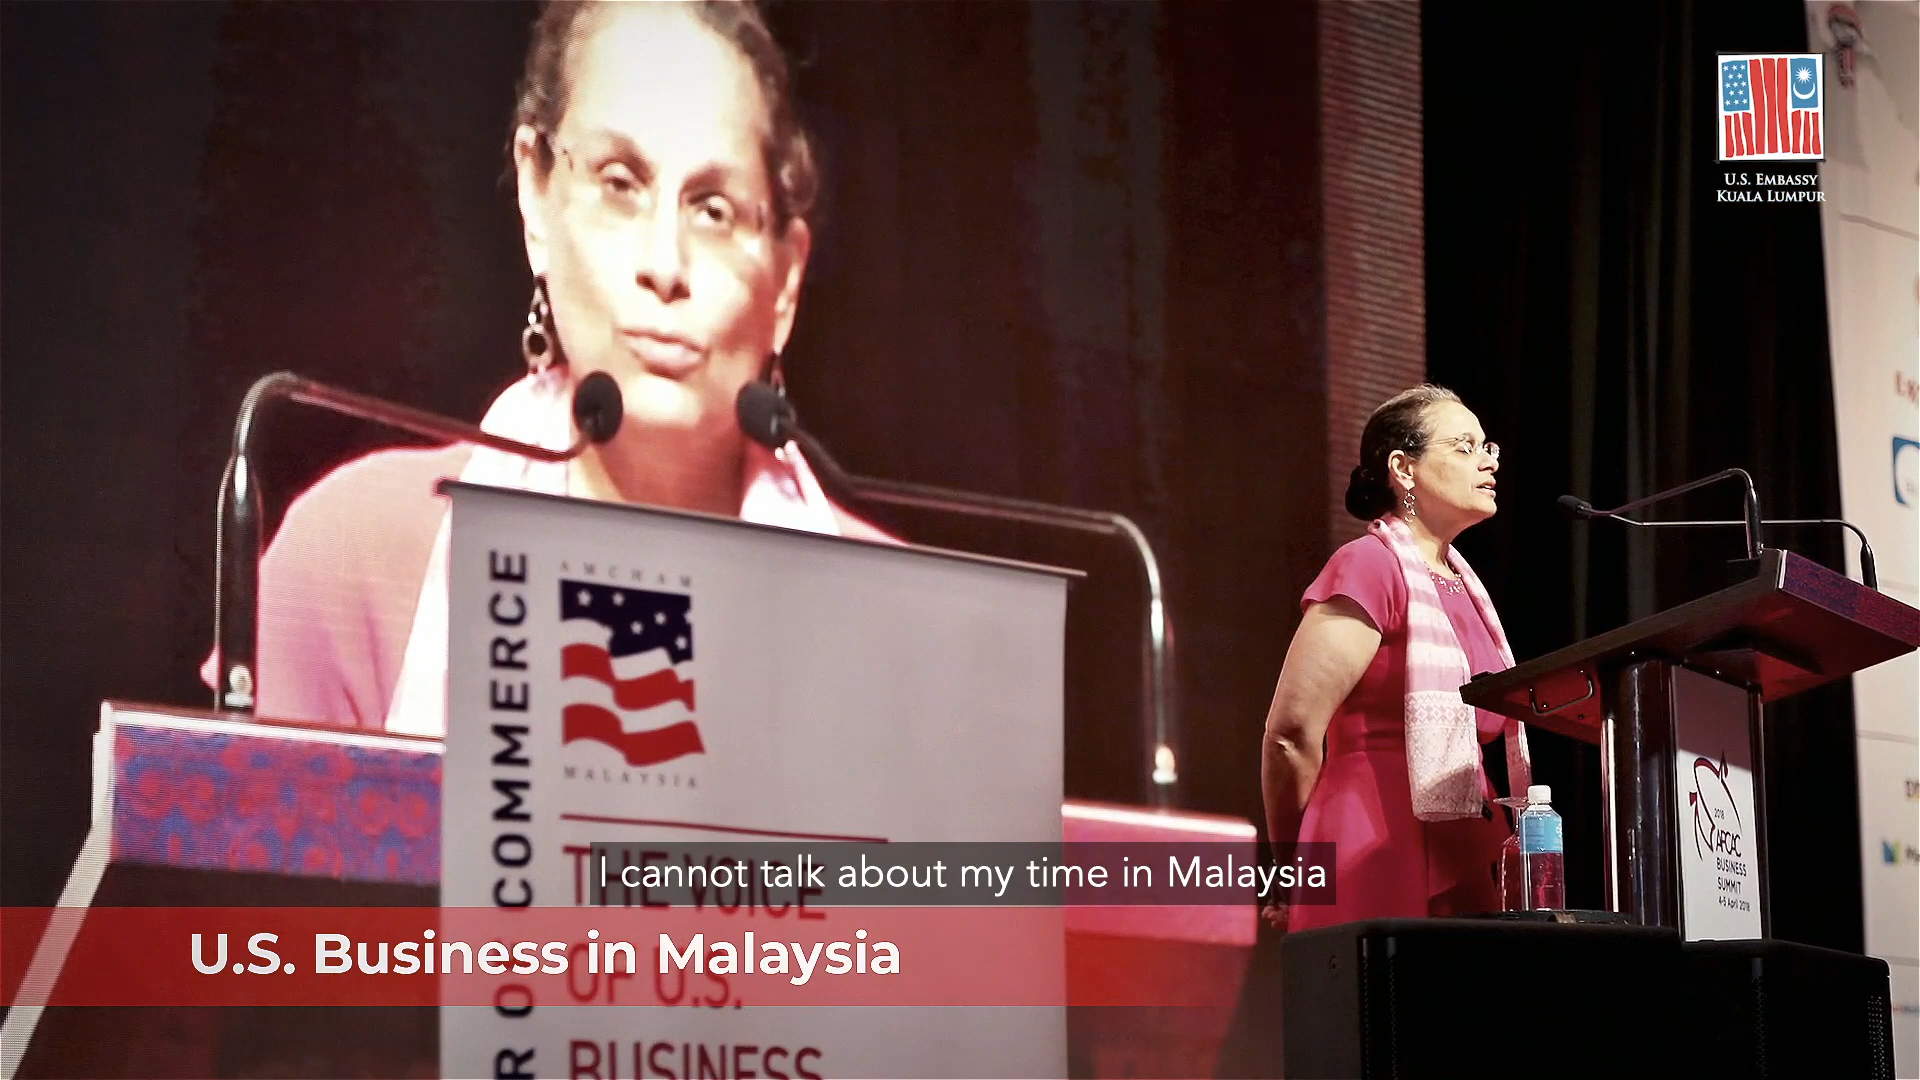 U.S. EMBASSY
KUALA LUMPUR
R OF COMMERCE
AMCHAM
MALAYSIA
THE VOICE
OF U.S.
BUSINESS
I cannot talk about my time in Malaysia
U.S. Business in Malaysia
2018
APCAC
BUSINESS
SUMMIT
4-5 April 2018